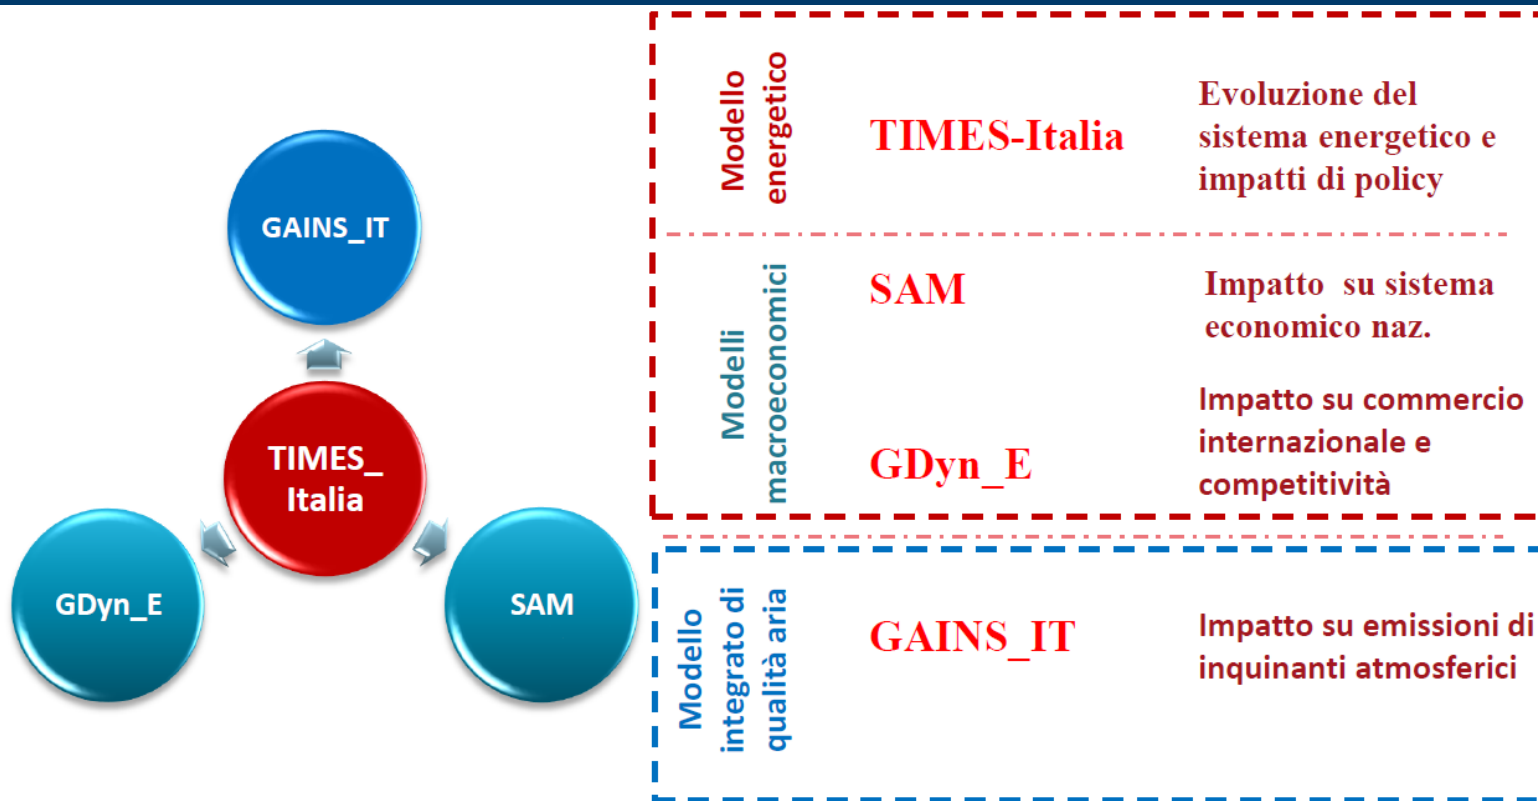 GAINS_IT
TIMES_
Italia
GDyn_E
SAM
Modello
energetico
TIMES-Italia
Evoluzione del
sistema energetico e
impatti di policy
Modelli
macroeconomici
SAM
Impatto su sistema
economico naz.
GDyn_E
Impatto su commercio
internazionale e
competitività
Modello
integrato di
qualità aria
GAINS_IT
Impatto su emissioni di
inquinanti atmosferici